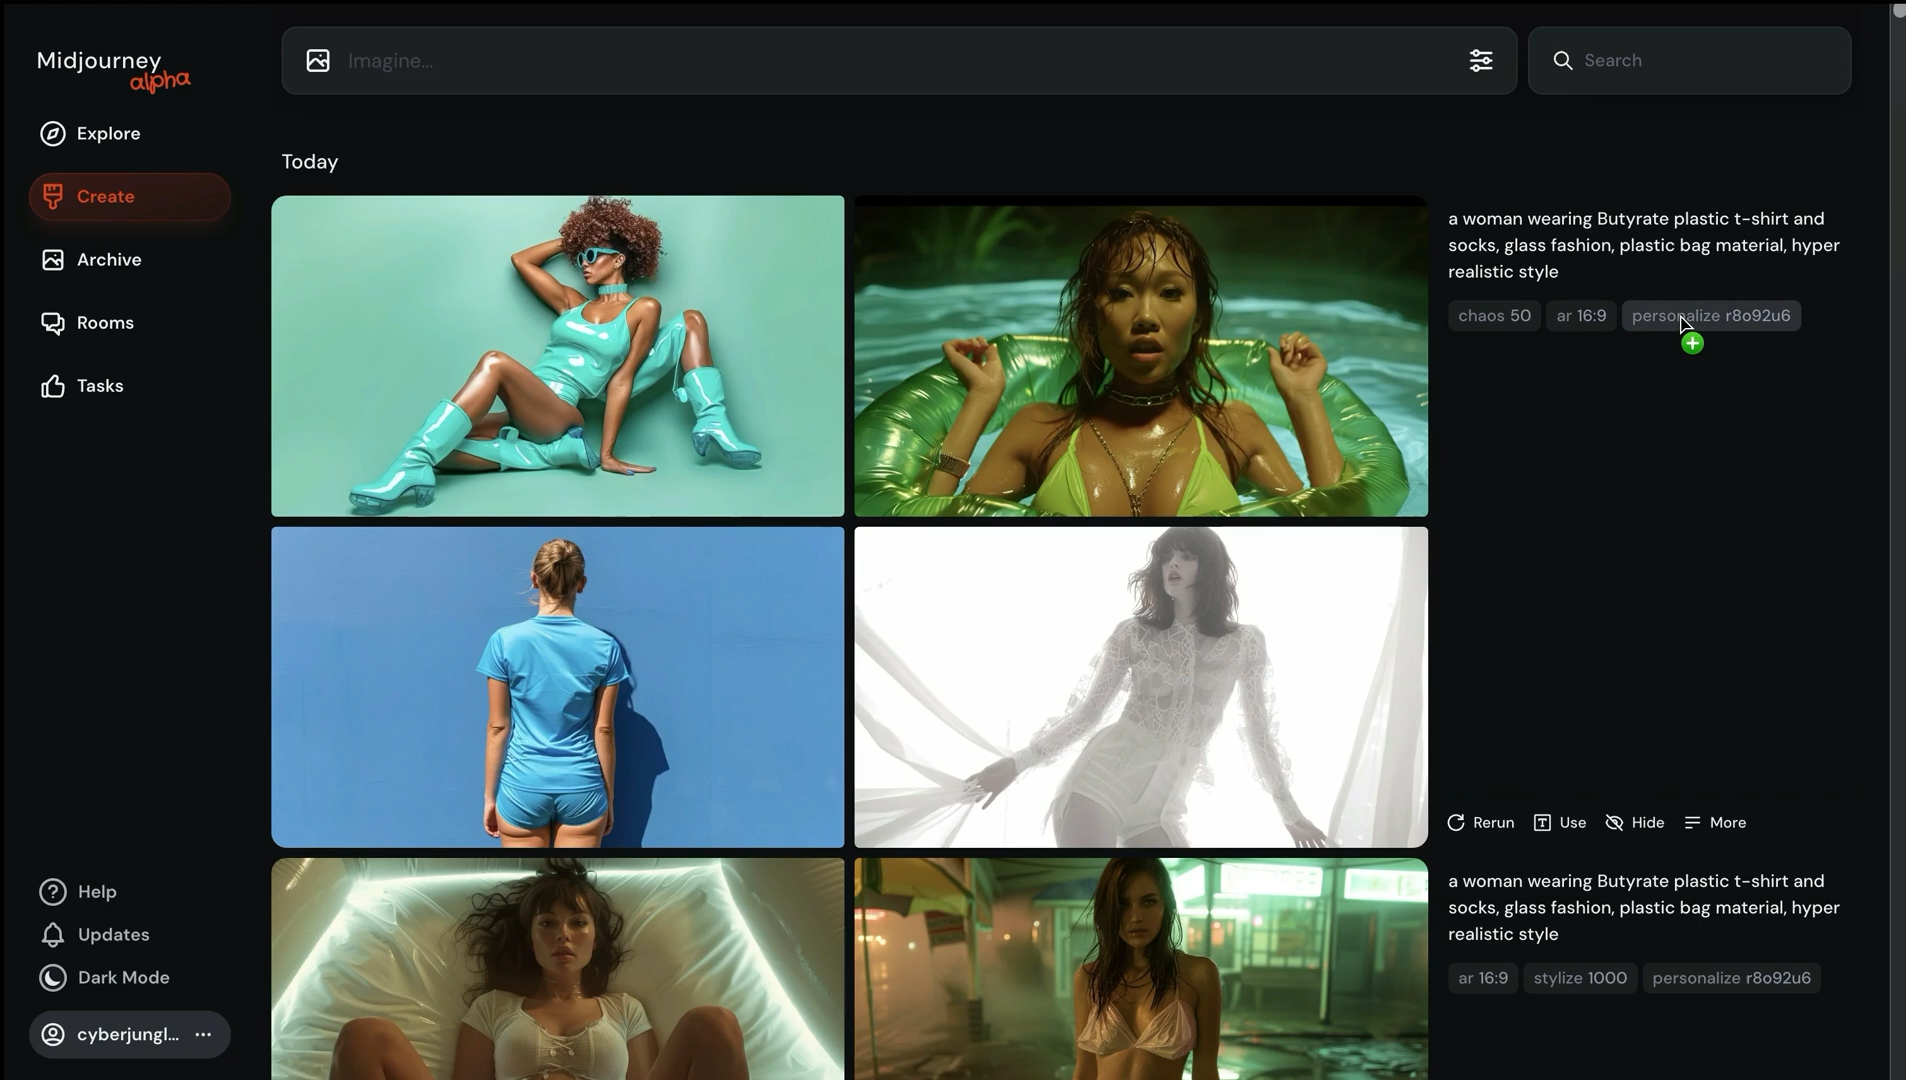 Midjourney
alpha
Imagine...
Search
Explore
Create
Archive
Rooms
Tasks
Today
a woman wearing Butyrate plastic t-shirt and
socks, glass fashion, plastic bag material, hyper
realistic style
chaos 50
ar 16:9
personalize r8o92u6
Rerun
Use
Hide
More
a woman wearing Butyrate plastic t-shirt and
socks, glass fashion, plastic bag material, hyper
realistic style
ar 16:9
stylize 1000
personalize r8o92u6
Help
Updates
Dark Mode
cyberjungl...